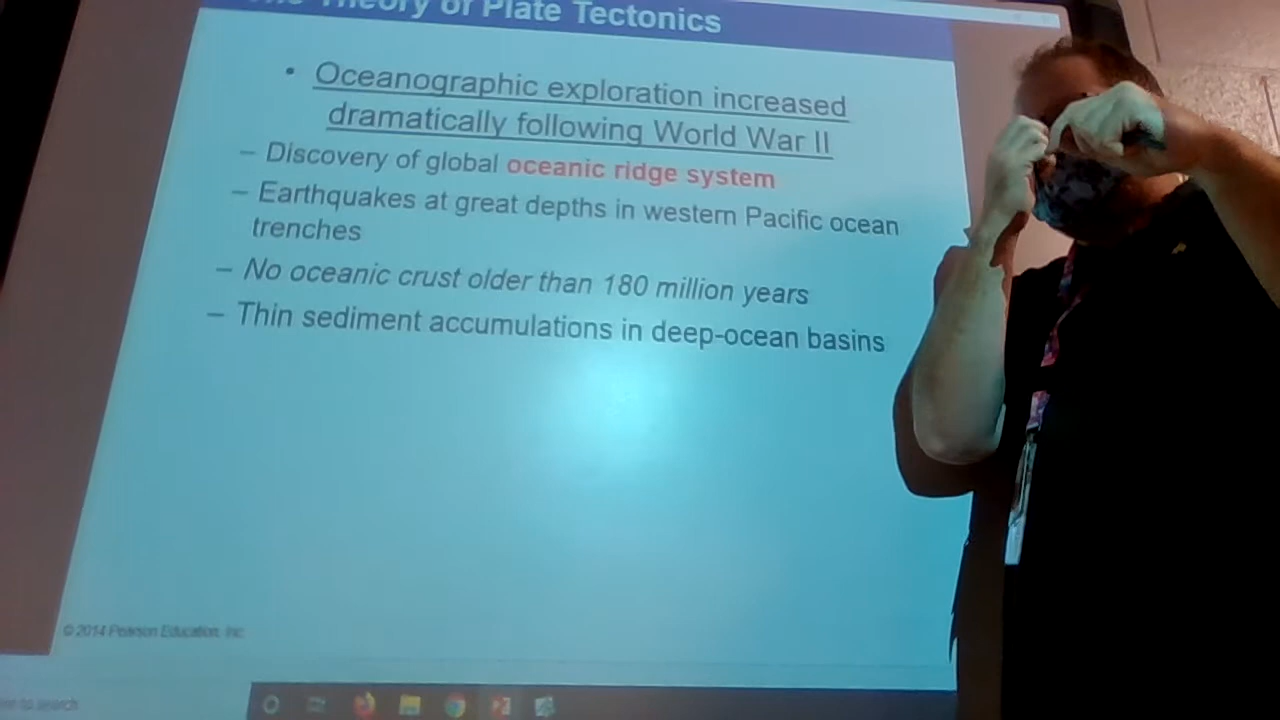 The Theory of Plate Tectonics
• Oceanographic exploration increased
dramatically following World War II
– Discovery of global oceanic ridge system
– Earthquakes at great depths in western Pacific ocean
trenches
– No oceanic crust older than 180 million years
– Thin sediment accumulations in deep-ocean basins
© 2014 Pearson Education, Inc.
to search